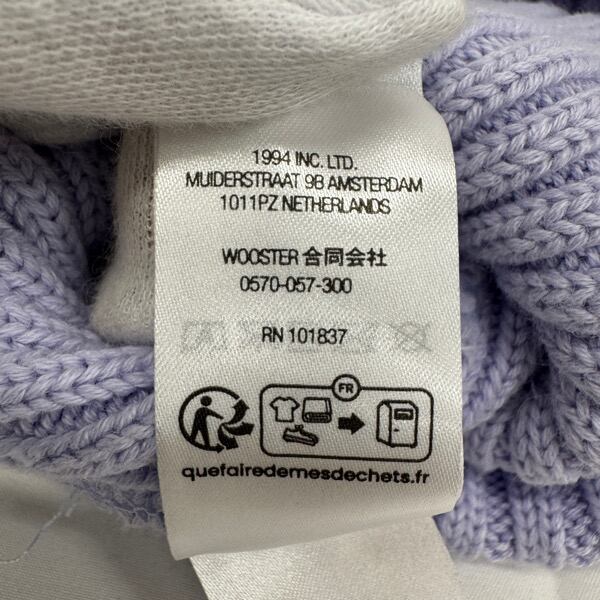 1994 INC. LTD.
MUIDERSTRAAT 9B AMSTERDAM
1011PZ NETHERLANDS
WOOSTER 合同会社
0570-057-300
RN 101837
FR
quefairedemesdechets.fr